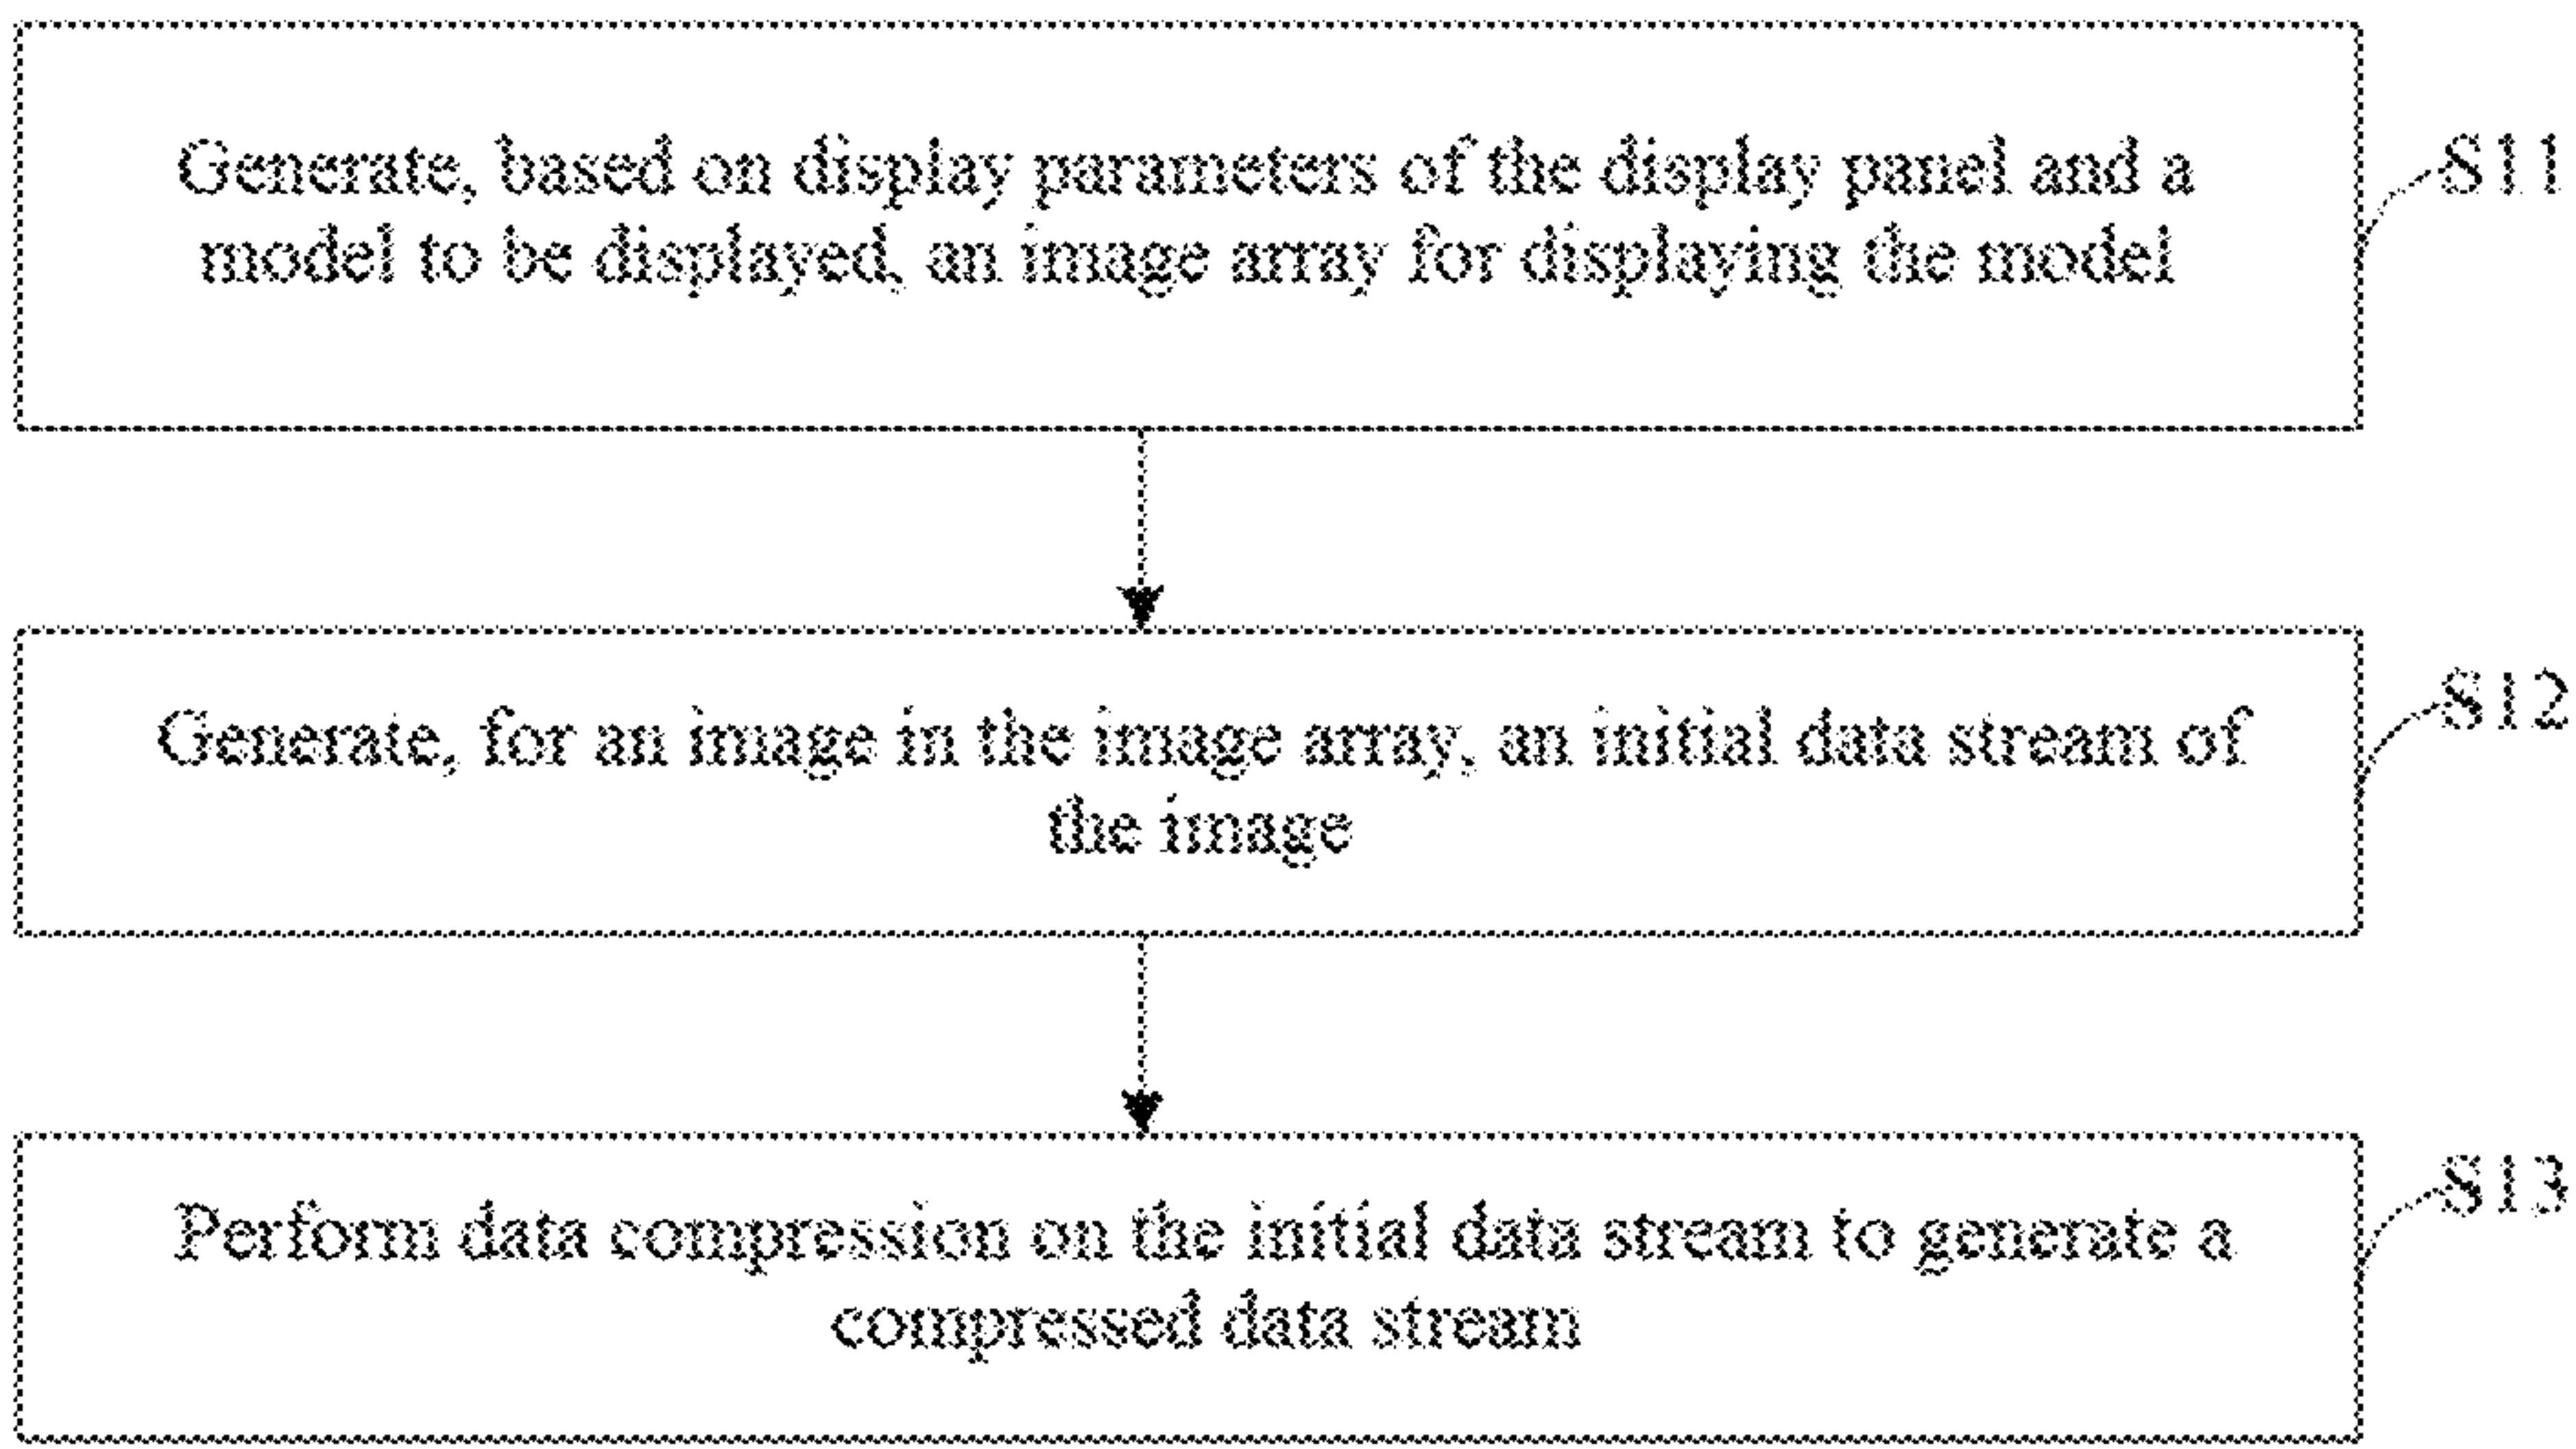 Generate, based on display parameters of the display panel and a
model to be displayed, an image array for displaying the model
S11
Generate, for an image in the image array, an initial data stream of
the image
S12
Perform data compression on the initial data stream to generate a
compressed data stream
S13